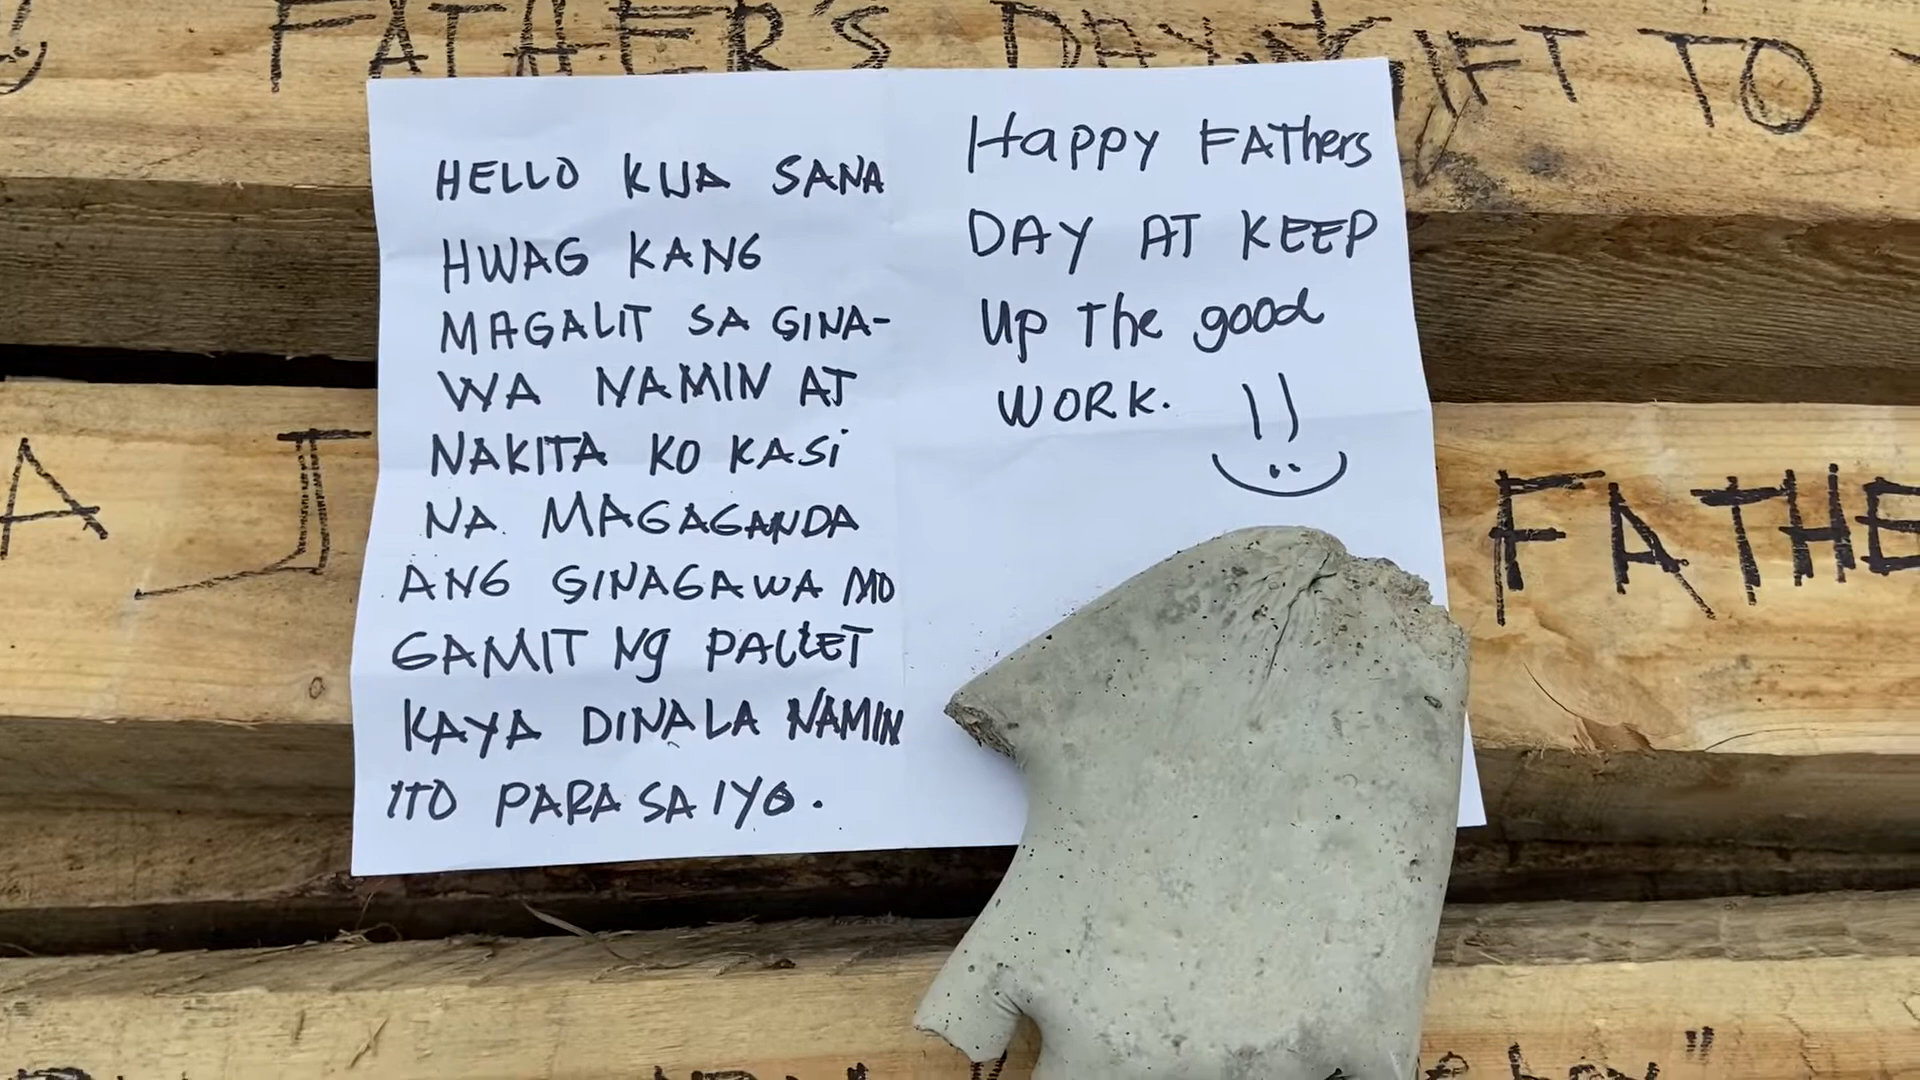 FATHER'S DAY GIFT TO
HELLO KUA SANA
HWAG KANG
MAGALIT SA GINA-
WA NAMIN AT
NAKITA KO KASi
NA MAGAGANDA
ANG GINAGAWA MO
GAMIT Ng PALLET
KAYA DINALA NAMIN
ITO PARA SA IYO.
Happy FAThers
DAY AT KEEP
Up The good
WORK.
A J
FATHE